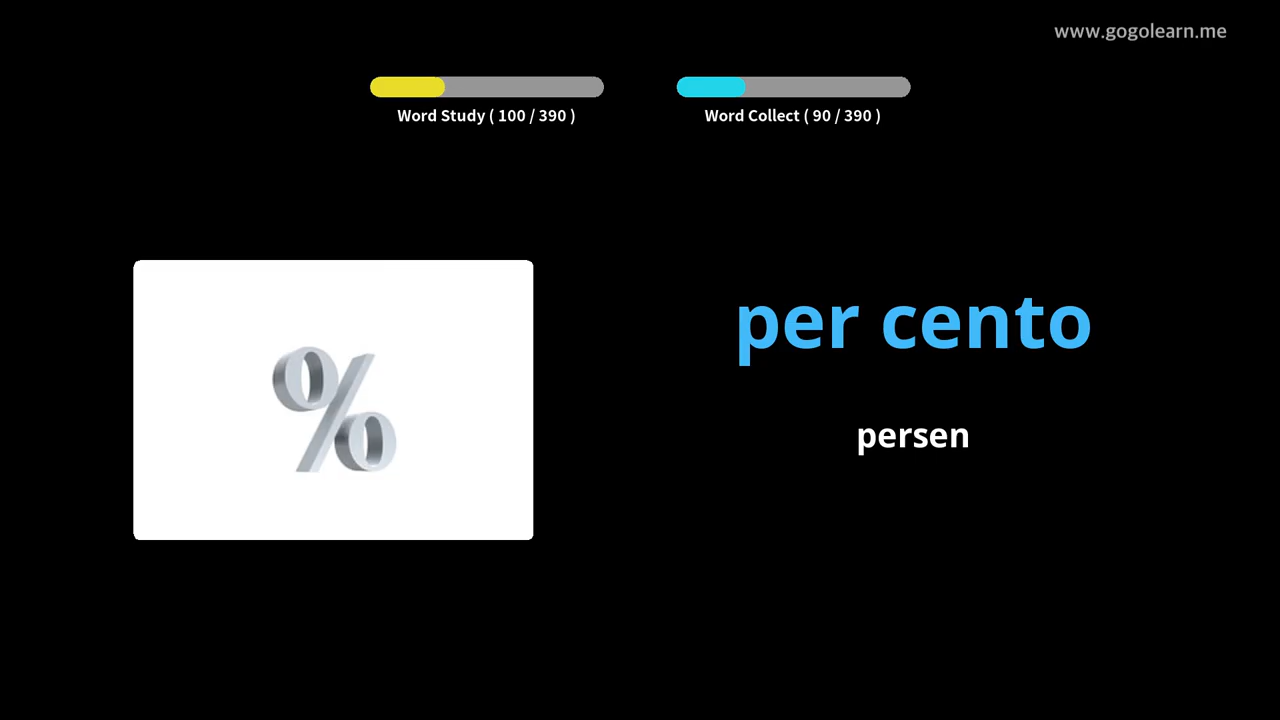 www.gogolearn.me
Word Study ( 100 / 390 )
Word Collect ( 90 / 390 )
%
per cento
persen